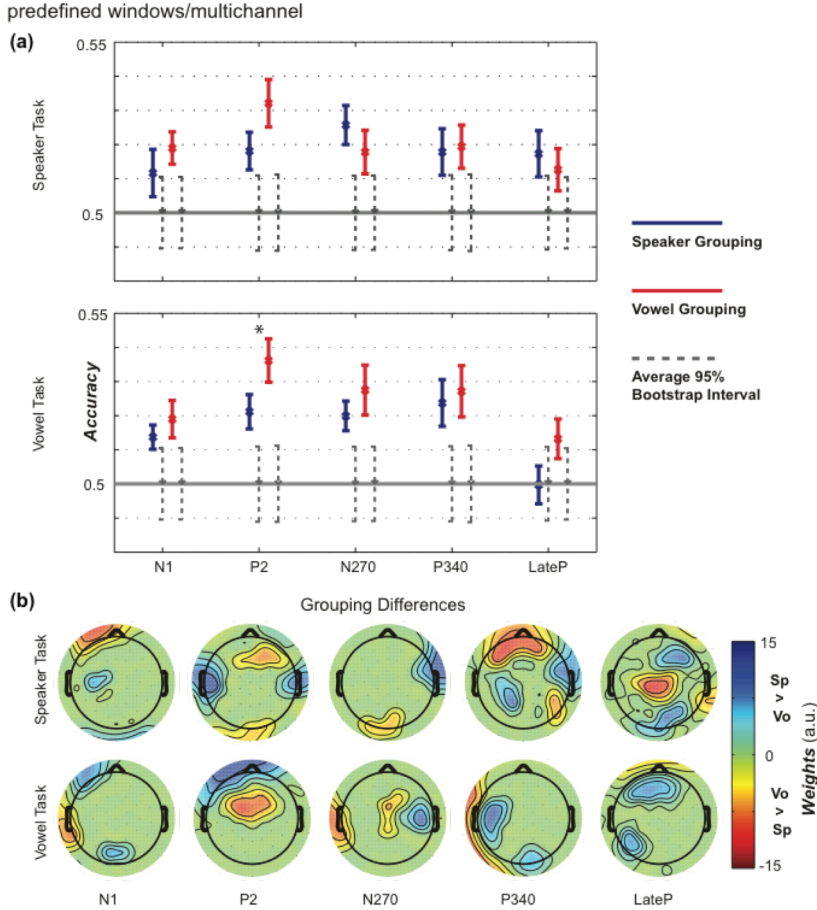 predefined windows/multichannel
(a)
0.55
Speaker Task
0.5
Speaker Grouping
Vowel Grouping
Average 95%
Bootstrap Interval
0.55
*
Vowel Task
Accuracy
0.5
N1 P2 N270 P340 LateP
(b)
Grouping Differences
Speaker Task
Vowel Task
15
Sp
>
Vo
0
Vo
>
Sp
-15
Weights (a.u.)
N1 P2 N270 P340 LateP